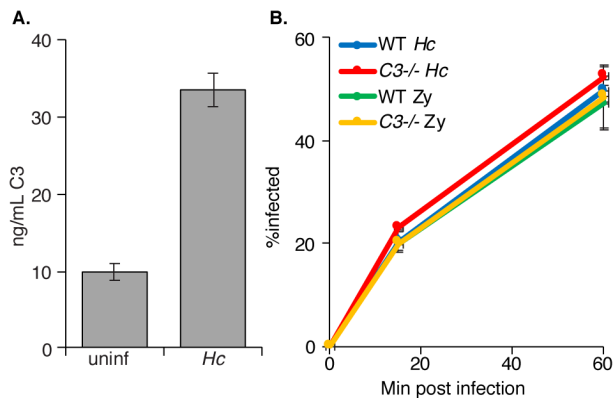 A.
40
30
20
10
0
ng/mL C3
uninf
Hc
B.
60
40
20
0
%infected
WT Hc
C3-/- Hc
WT Zy
C3-/- Zy
0
20
40
60
Min post infection